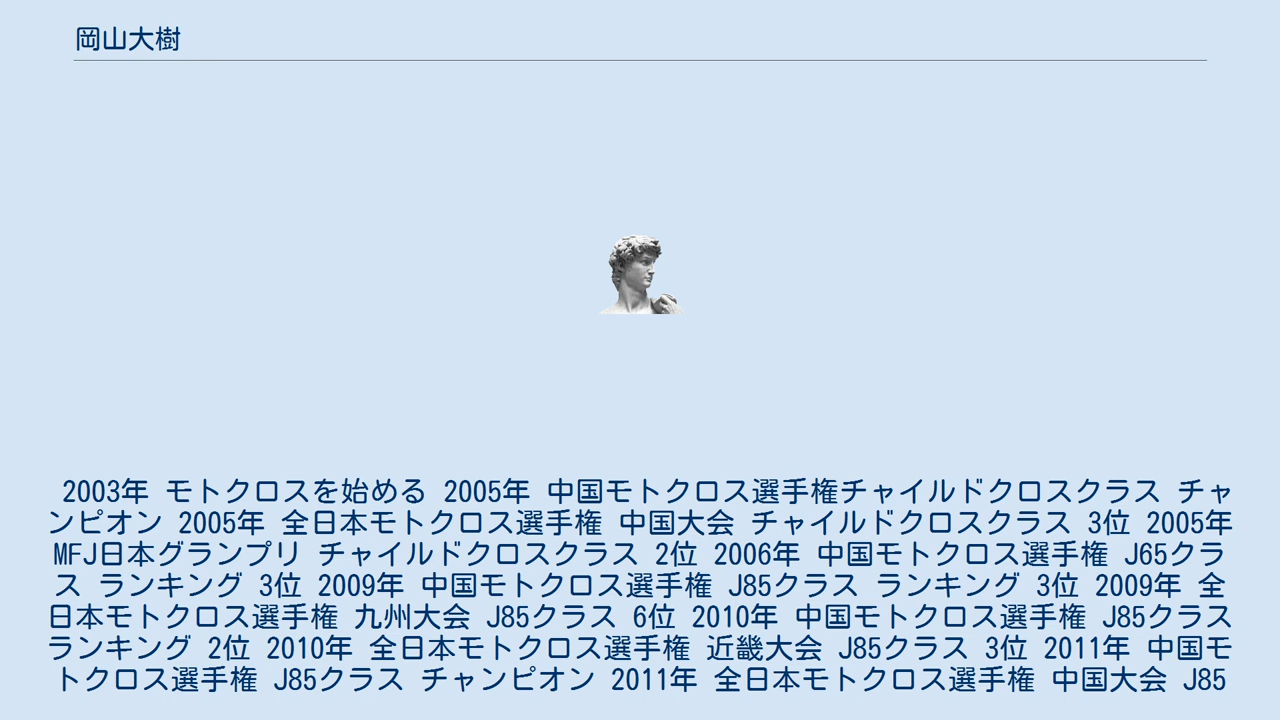 岡山大樹
2003年 モトクロスを始める 2005年 中国モトクロス選手権チャイルドクロスクラス チャ
ンピオン 2005年 全日本モトクロス選手権 中国大会 チャイルドクロスクラス 3位 2005年
MFJ日本グランプリ チャイルドクロスクラス 2位 2006年 中国モトクロス選手権 J65クラ
ス ランキング 3位 2009年 中国モトクロス選手権 J85クラス ランキング 3位 2009年 全
日本モトクロス選手権 九州大会 J85クラス 6位 2010年 中国モトクロス選手権 J85クラス
ランキング 2位 2010年 全日本モトクロス選手権 近畿大会 J85クラス 3位 2011年 中国モ
トクロス選手権 J85クラス チャンピオン 2011年 全日本モトクロス選手権 中国大会 J85